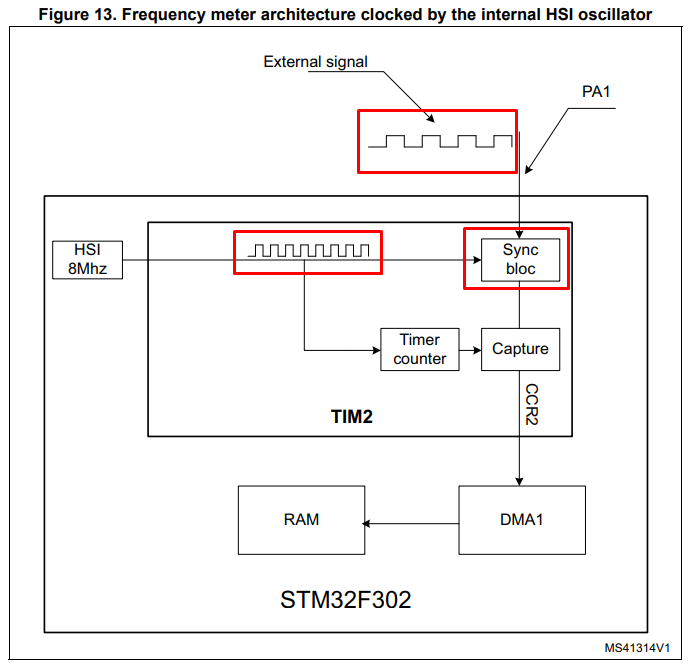 Figure 13. Frequency meter architecture clocked by the internal HSI oscillator
External signal
PA1
HSI
8Mhz
Sync
bloc
Timer
counter
Capture
TIM2
CCR2
RAM
DMA1
STM32F302
MS41314V1